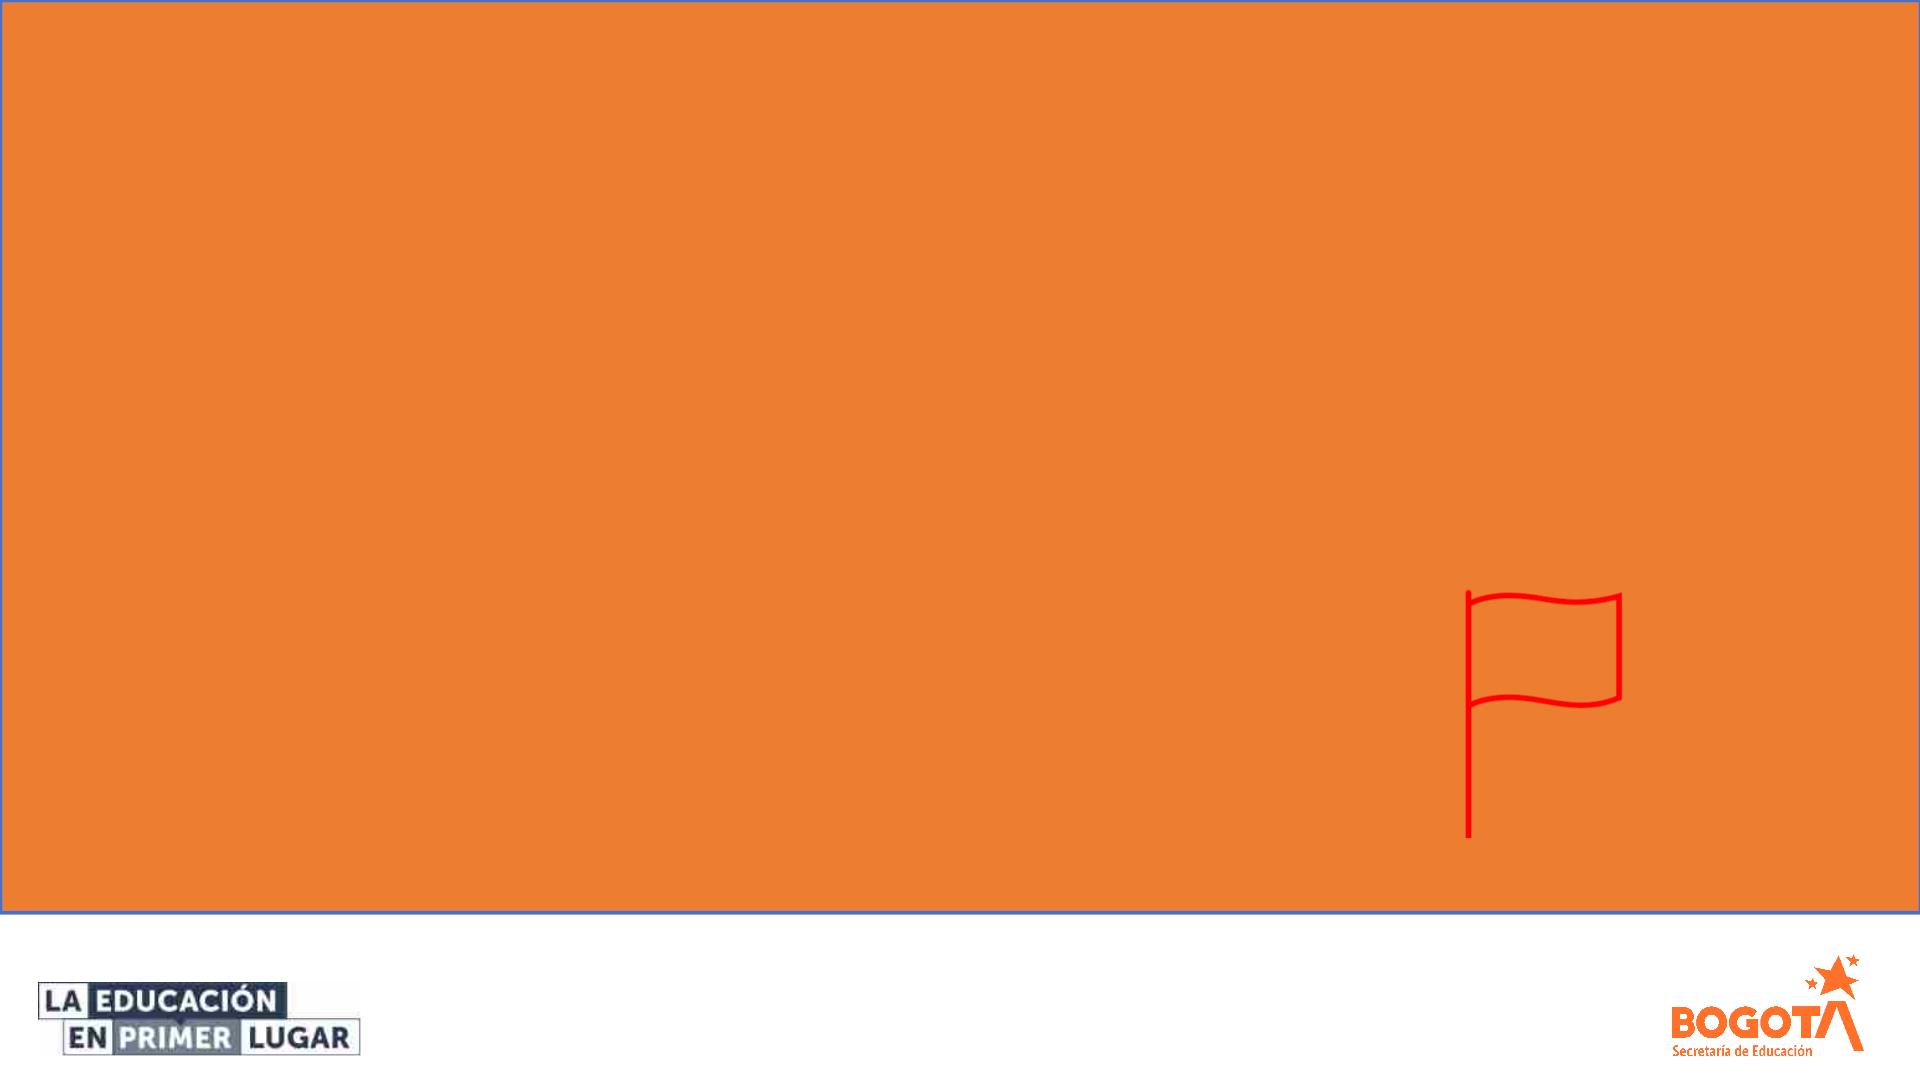 LA EDUCACIÓN
EN PRIMER LUGAR
BOGOTÁ
Secretaría de Educación